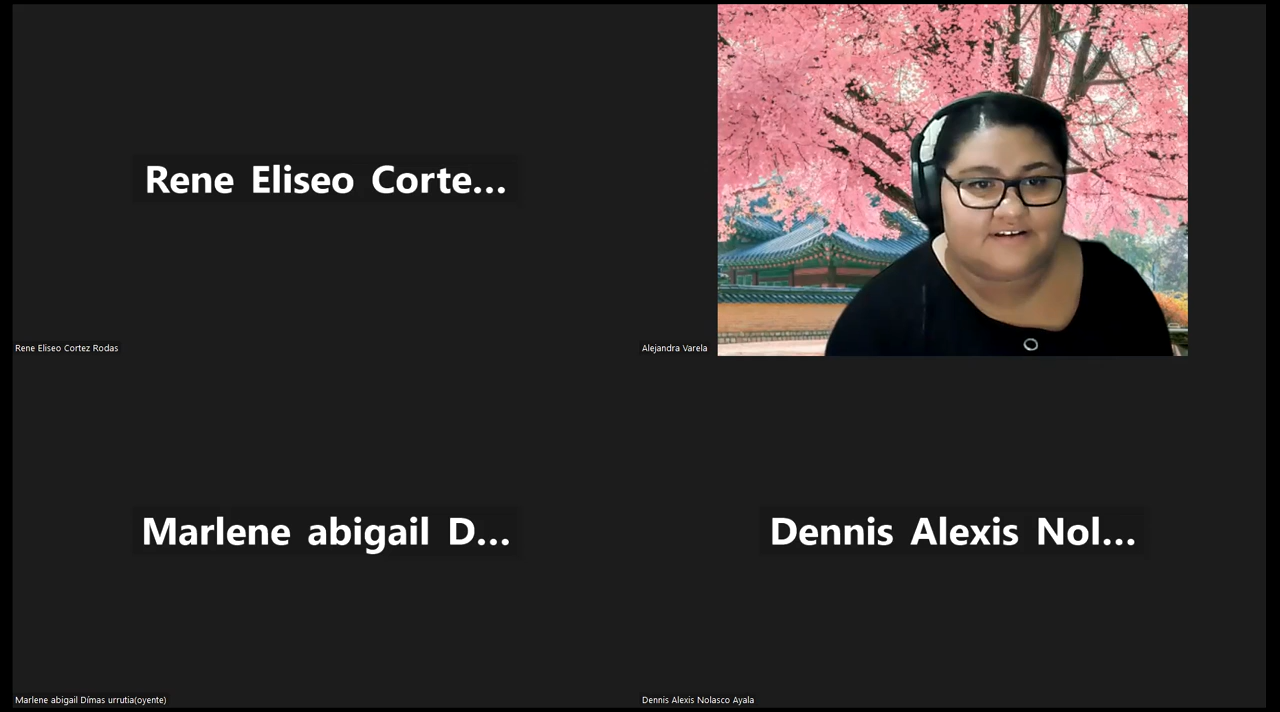 Rene Eliseo Corte...
Rene Eliseo Cortez Rodas
Alejandra Varela
Marlene abigail D...
Dennis Alexis Nol...
Marlene abigail Dímas urrutia(oyente)
Dennis Alexis Nolasco Ayala